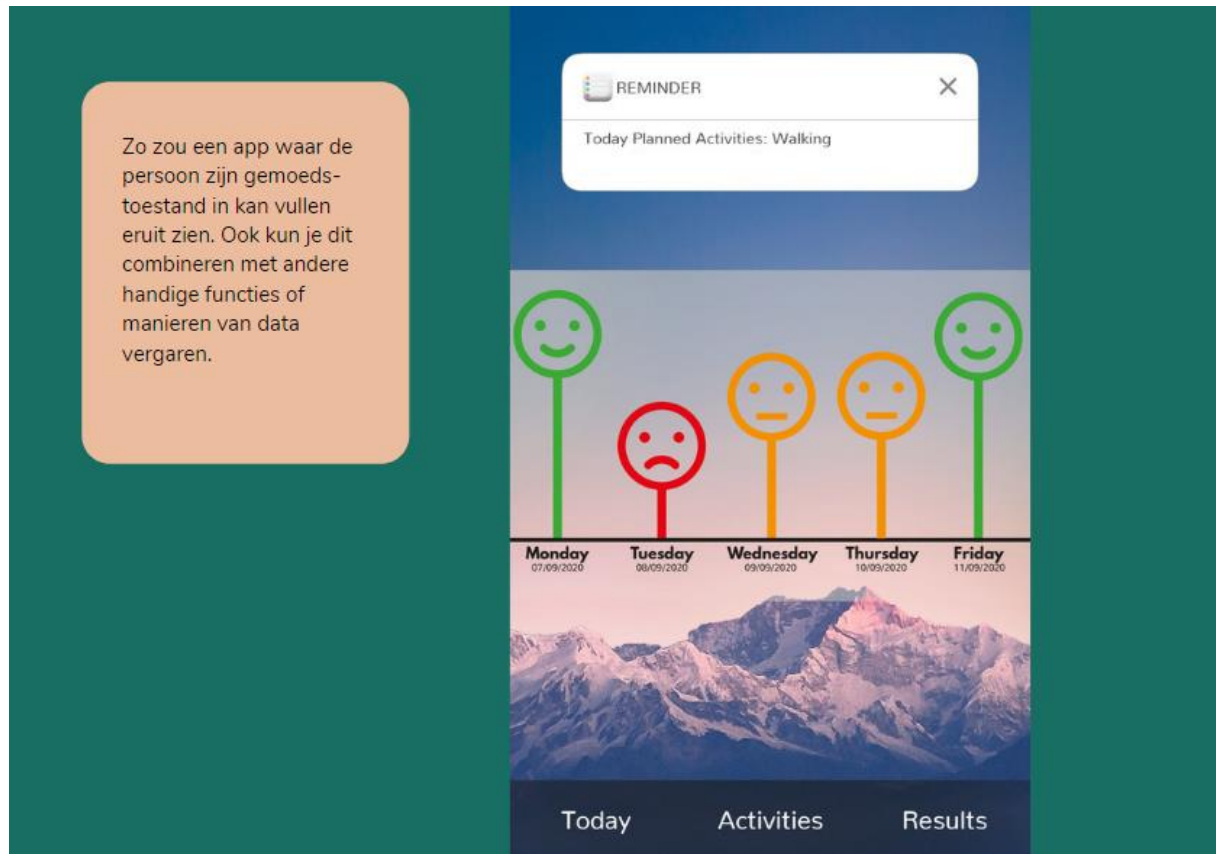 Zo zou een app waar de
persoon zijn gemoeds-
toestand in kan vullen
eruit zien. Ook kun je dit
combineren met andere
handige functies of
manieren van data
vergaren.
REMINDER
Today Planned Activities: Walking
Monday Tuesday Wednesday Thursday Friday
07/09/2020 08/09/2020 09/09/2020 10/09/2020 11/09/2020
Today Activities Results